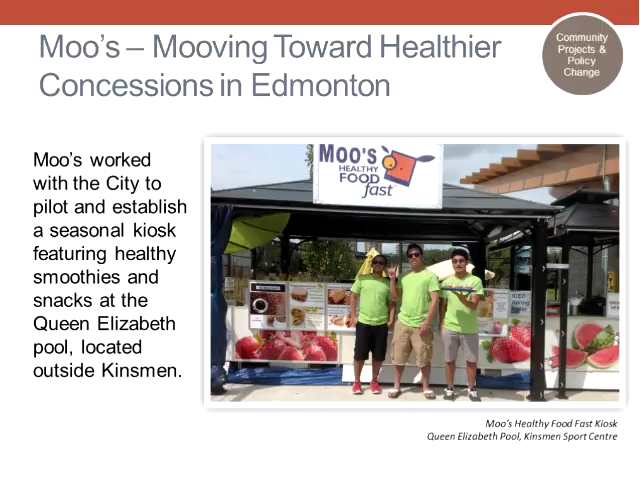 Moo's – Mooving Toward Healthier
Concessions in Edmonton
Community
Projects &
Policy
Change
Moo's worked
with the City to
pilot and establish
a seasonal kiosk
featuring healthy
smoothies and
snacks at the
Queen Elizabeth
pool, located
outside Kinsmen.
MOO'S
HEALTHY
FOOD
fast
ICED
Moo's Healthy Food Fast Kiosk
Queen Elizabeth Pool, Kinsmen Sport Centre